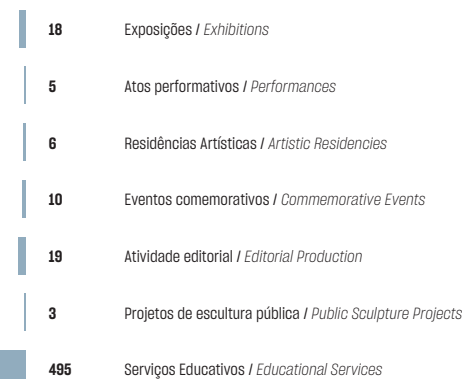 18 Exposições / Exhibitions
5 Atos performativos / Performances
6 Residências Artísticas / Artistic Residencies
10 Eventos comemorativos / Commemorative Events
19 Atividade editorial / Editorial Production
3 Projetos de escultura pública / Public Sculpture Projects
495 Serviços Educativos / Educational Services